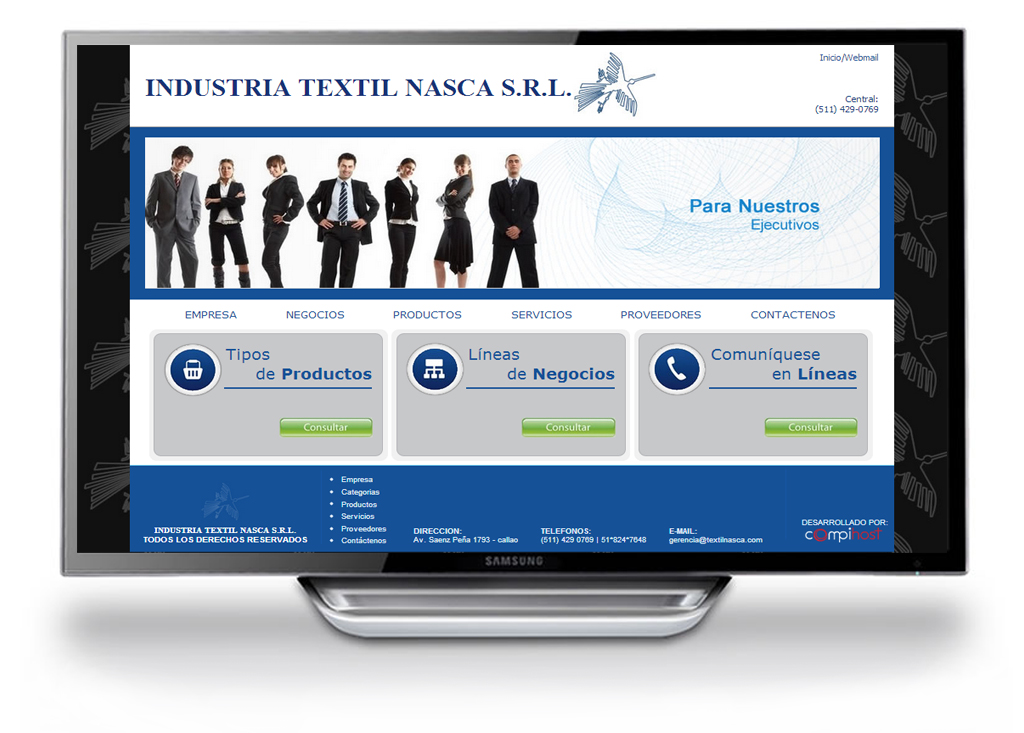 Inicio/Webmail
INDUSTRIA TEXTIL NASCA S.R.L.
Central:
(511) 429-0769
Para Nuestros
Ejecutivos
EMPRESA NEGOCIOS PRODUCTOS SERVICIOS PROVEEDORES CONTACTENOS
Tipos
de Productos
Consultar
Líneas
de Negocios
Consultar
Comuníquese
en Líneas
Consultar
INDUSTRIA TEXTIL NASCA S.R.L.
TODOS LOS DERECHOS RESERVADOS
Empresa
Categorias
Productos
Servicios
Proveedores
Contáctenos
DIRECCION:
Av. Saenz Peña 1793 - callao
TELEFONOS:
(511) 429 0769 | 51*824*7648
E-MAIL:
gerencia@textilnasca.com
DESARROLLADO POR:
compihost
SAMSUNG